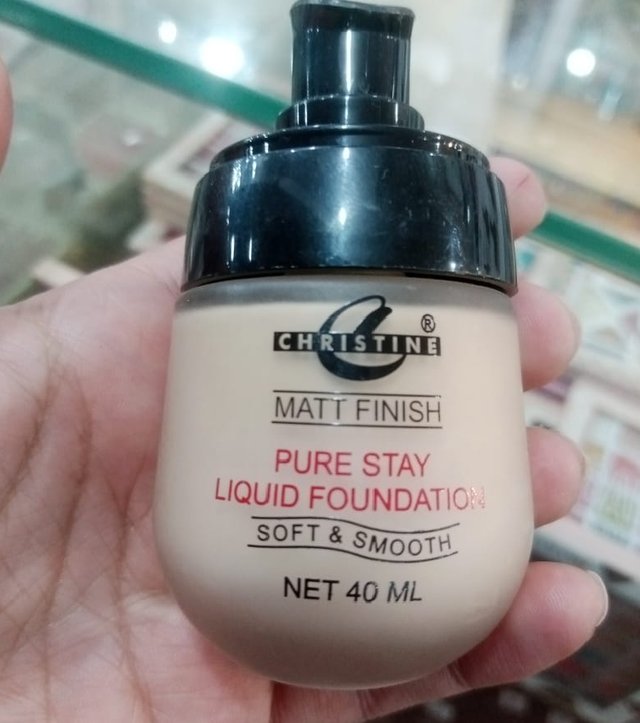 CHRISTINE ®
MATT FINISH
PURE STAY
LIQUID FOUNDATION
SOFT & SMOOTH
NET 40 ML